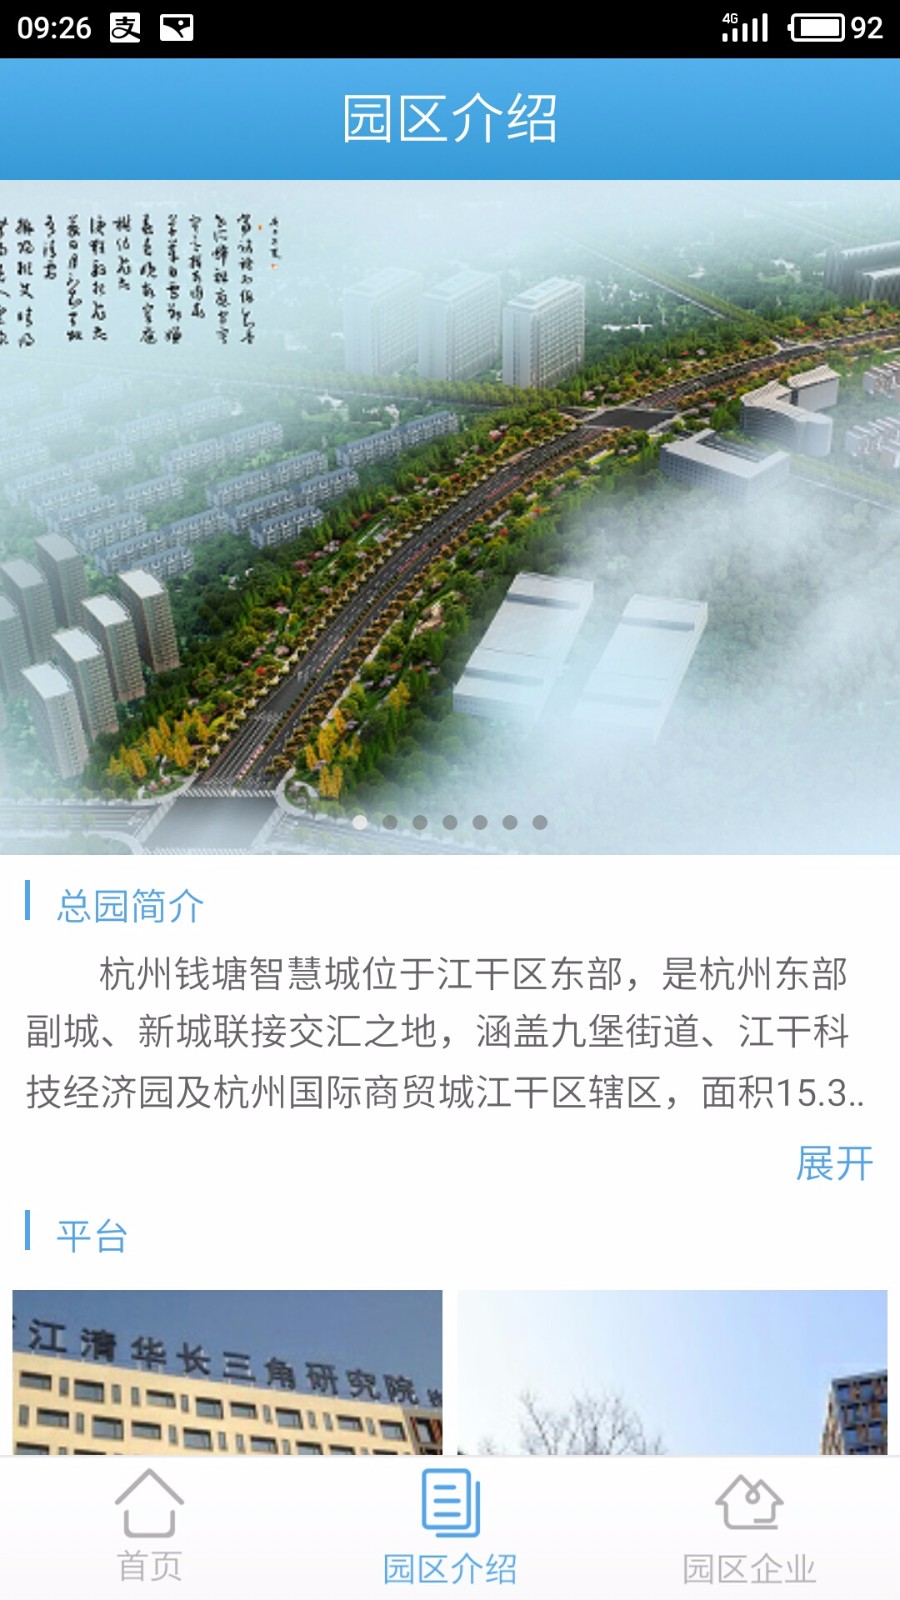 09:26
支
4G
92
园区介绍
总园简介
杭州钱塘智慧城位于江干区东部，是杭州东部
副城、新城联接交汇之地，涵盖九堡街道、江干科
技经济园及杭州国际商贸城江干区辖区，面积15.3..
展开
平台
江清华长三角研究院
首页
园区介绍
园区企业